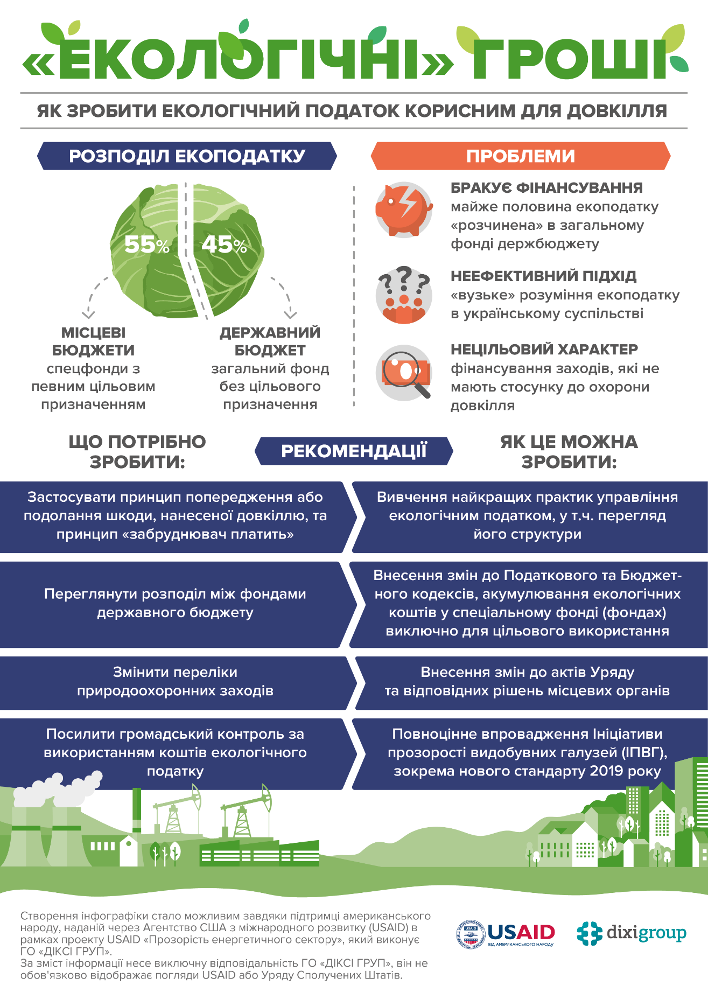 «ЕКОЛОГІЧНІ» ГРОШІ
ЯК ЗРОБИТИ ЕКОЛОГІЧНИЙ ПОДАТОК КОРИСНИМ ДЛЯ ДОВКІЛЛЯ
РОЗПОДІЛ ЕКОПОДАТКУ
55%
45%
МІСЦЕВІ
БЮДЖЕТИ
спецфонди з
певним цільовим
призначенням
ДЕРЖАВНИЙ
БЮДЖЕТ
загальний фонд
без цільового
призначення
ПРОБЛЕМИ
БРАКУЄ ФІНАНСУВАННЯ
майже половина екоподатку
«розчинена» в загальному
фонді держбюджету
НЕЕФЕКТИВНИЙ ПІДХІД
«вузьке» розуміння екоподатку
в українському суспільстві
НЕЦІЛЬОВИЙ ХАРАКТЕР
фінансування заходів, які не
мають стосунку до охорони
довкілля
РЕКОМЕНДАЦІЇ
ЩО ПОТРІБНО
ЗРОБИТИ:
ЯК ЦЕ МОЖНА
ЗРОБИТИ:
Застосувати принцип попередження або
подолання шкоди, нанесеної довкіллю, та
принцип «забруднювач платить»
Вивчення найкращих практик управління
екологічним податком, у т.ч. перегляд
його структури
Переглянути розподіл між фондами
державного бюджету
Внесення змін до Податкового та Бюджет-
ного кодексів, акумулювання екологічних
коштів у спеціальному фонді (фондах)
виключно для цільового використання
Змінити переліки
природоохоронних заходів
Внесення змін до актів Уряду
та відповідних рішень місцевих органів
Посилити громадський контроль за
використанням коштів екологічного
податку
Повноцінне впровадження Ініціативи
прозорості видобувних галузей (ІПВГ),
зокрема нового стандарту 2019 року
Створення інфографіки стало можливим завдяки підтримці американського
народу, наданій через Агентство США з міжнародного розвитку (USAID) в
рамках проекту USAID «Прозорість енергетичного сектору», який виконує
ГО «ДІКСІ ГРУП».
За зміст інформації несе виключну відповідальність ГО «ДІКСІ ГРУП», він не
обов'язково відображає погляди USAID або Уряду Сполучених Штатів.
USAID
USAID
ВІД АМЕРИКАНСЬКОГО НАРОДУ
dixigroup